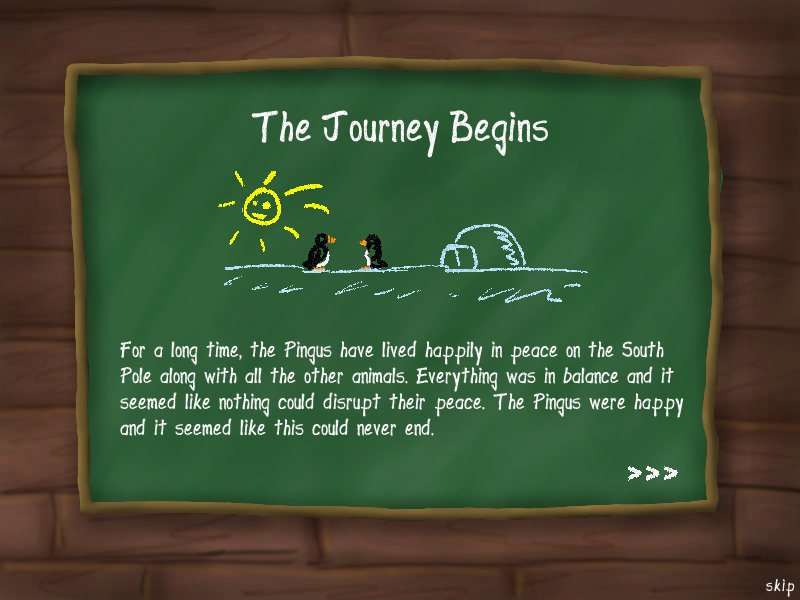 The Journey Begins
For a long time, the Pingus have lived happily in peace on the South
Pole along with all the other animals. Everything was in balance and it
seemed like nothing could disrupt their peace. The Pingus were happy
and it seemed like this could never end.
>>>
skip